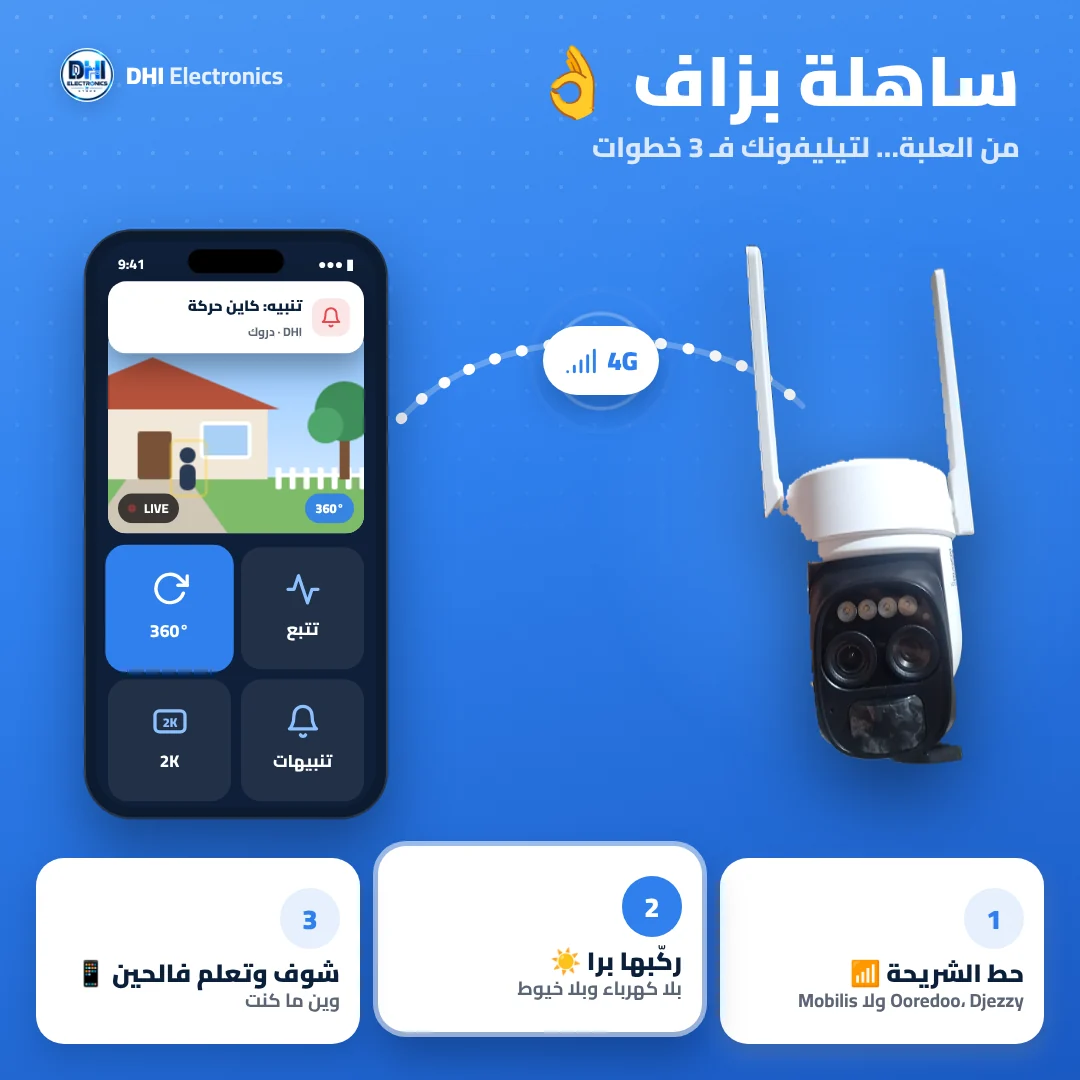 DHI ELECTRONICS
DHI Electronics
ساهلة بزاف 👌
من العلبة... لتيليفونك فـ 3 خطوات
9:41
تنبيه: كاين حركة
DHI · دروك
LIVE
360°
4G
360°
تتبع
2K
2K
تنبيهات
1
حط الشريحة 📶
Djezzy ،Ooredoo ولا Mobilis
2
ركّبها برا ☀️
بلا كهرباء وبلا خيوط
3
شوف وتعلم فالحين 📱
وين ما كنت